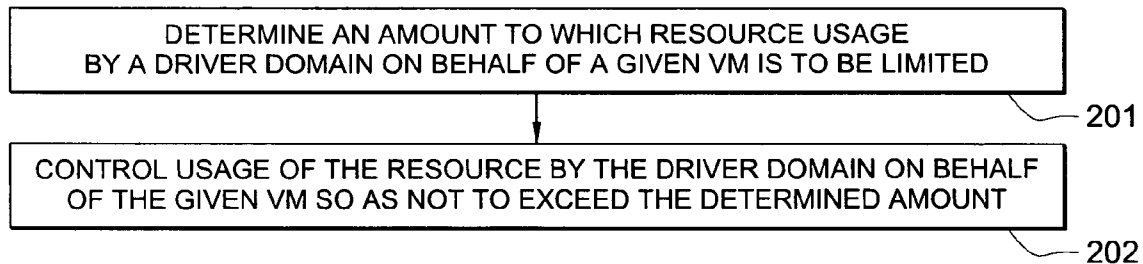 DETERMINE AN AMOUNT TO WHICH RESOURCE USAGE
BY A DRIVER DOMAIN ON BEHALF OF A GIVEN VM IS TO BE LIMITED
201
CONTROL USAGE OF THE RESOURCE BY THE DRIVER DOMAIN ON BEHALF
OF THE GIVEN VM SO AS NOT TO EXCEED THE DETERMINED AMOUNT
202